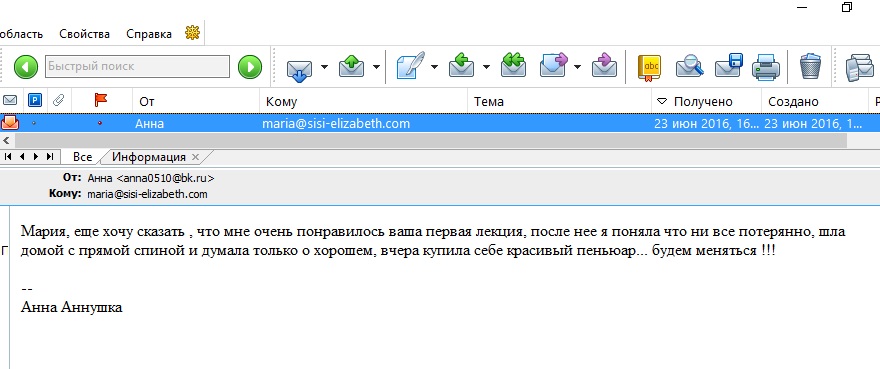 область Свойства Справка
Быстрый поиск
От Кому Тема Получено Создано Р
Анна maria@sisi-elizabeth.com 23 июн 2016, 16... 23 июн 2016, 1...
Все Информация
От: Анна <anna0510@bk.ru>
Кому: maria@sisi-elizabeth.com
Мария, еще хочу сказать , что мне очень понравилось ваша первая лекция, после нее я поняла что ни все потерянно, шла
домой с прямой спиной и думала только о хорошем, вчера купила себе красивый пеньюар... будем меняться !!!
--
Анна Аннушка